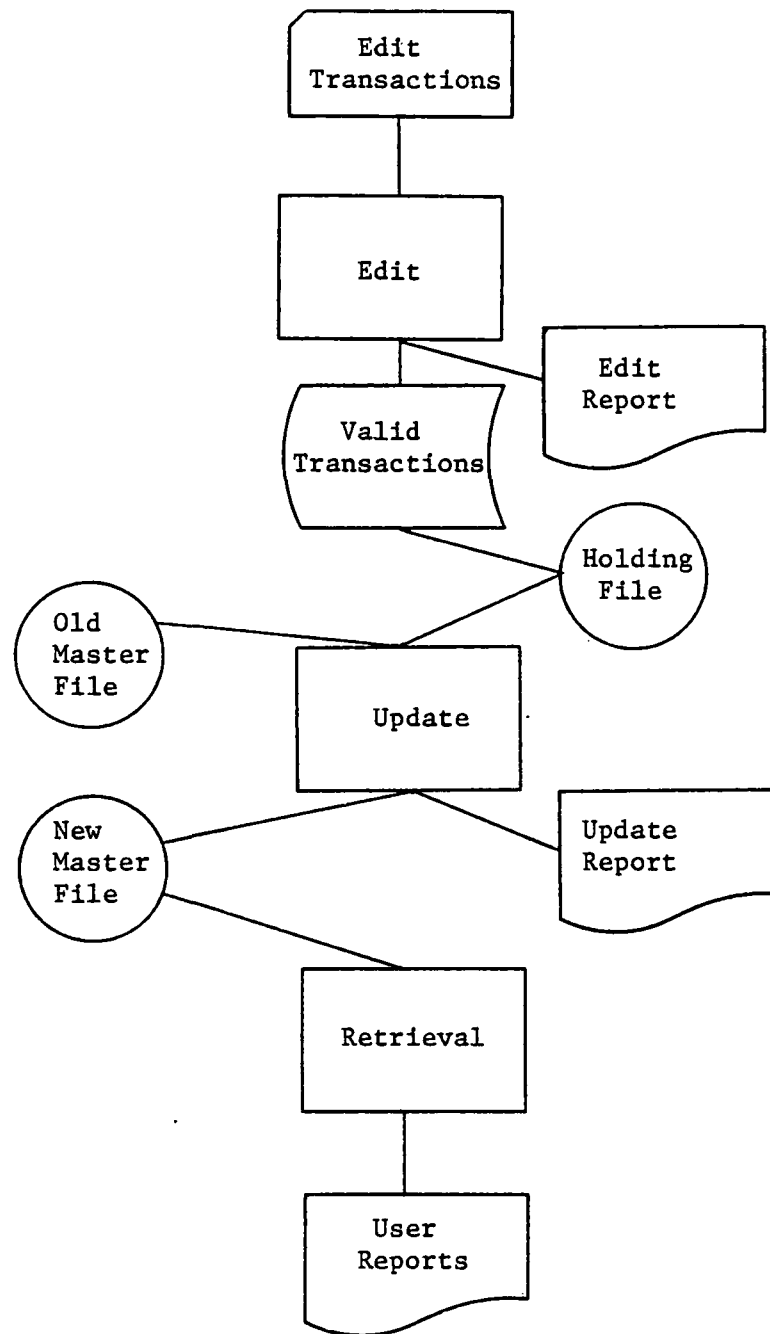 Edit
Transactions
Edit
Edit
Report
Valid
Transactions
Holding
File
Old
Master
File
Update
New
Master
File
Update
Report
Retrieval
User
Reports